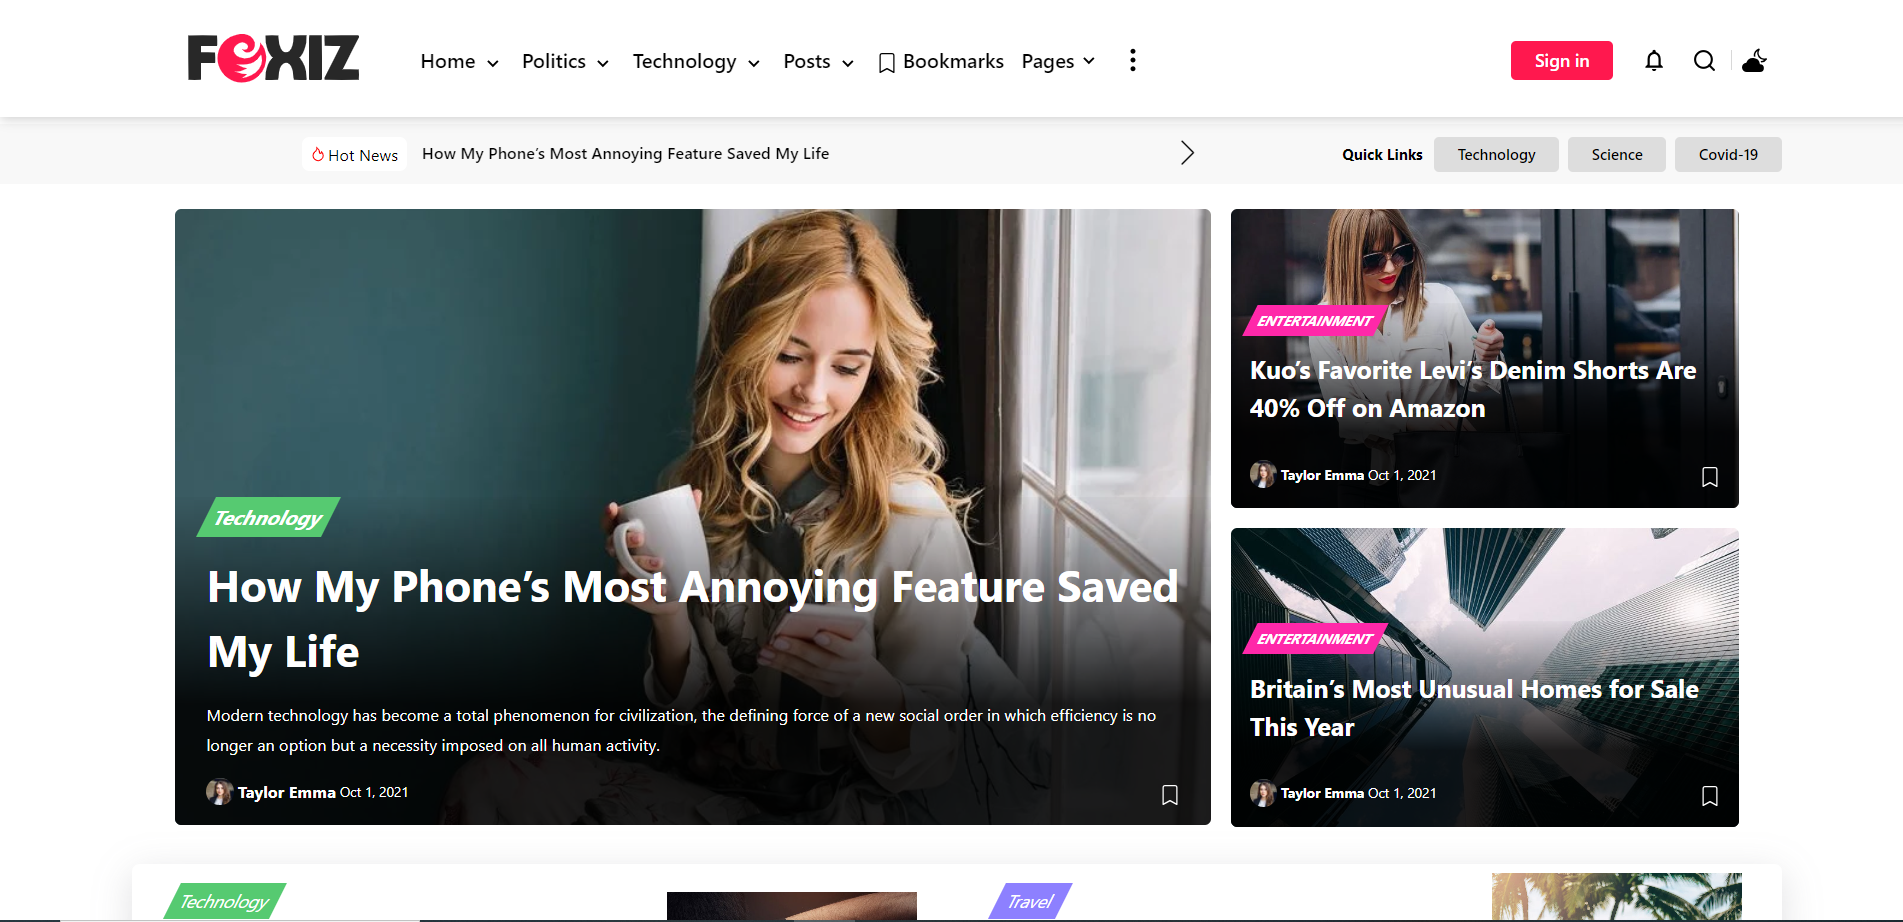 FOXIZ
Home
Politics
Technology
Posts
Bookmarks
Pages
Sign in
Hot News
How My Phone’s Most Annoying Feature Saved My Life
Quick Links
Technology
Science
Covid-19
Technology
How My Phone’s Most Annoying Feature Saved
My Life
Modern technology has become a total phenomenon for civilization, the defining force of a new social order in which efficiency is no
longer an option but a necessity imposed on all human activity.
Taylor Emma Oct 1, 2021
ENTERTAINMENT
Kuo’s Favorite Levi’s Denim Shorts Are
40% Off on Amazon
Taylor Emma Oct 1, 2021
ENTERTAINMENT
Britain’s Most Unusual Homes for Sale
This Year
Taylor Emma Oct 1, 2021
Technology
Travel